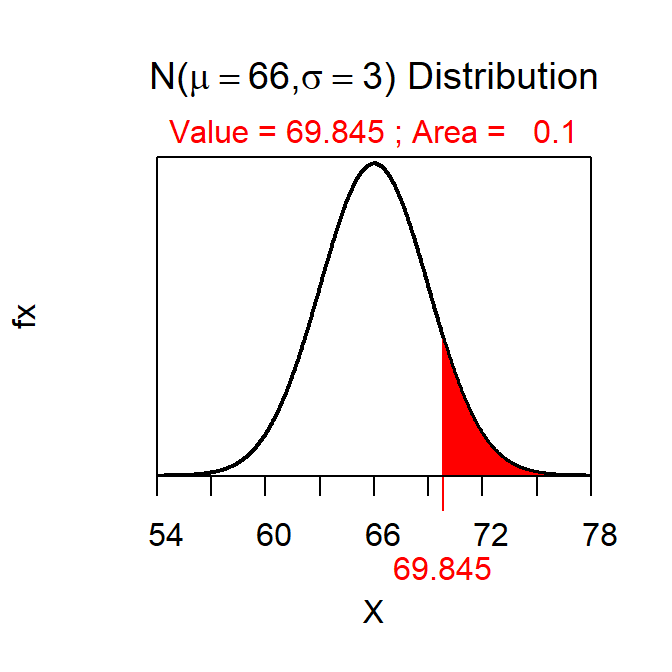 N(μ = 66,σ = 3) Distribution
Value = 69.845 ; Area = 0.1
fx
54 60 66 72 78
69.845
X